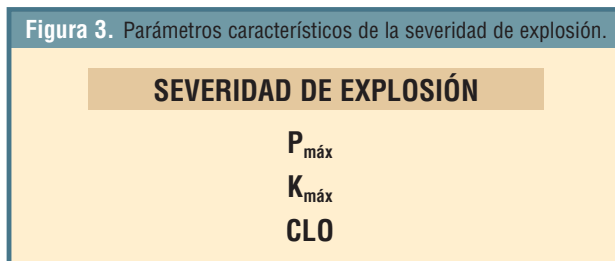 Figura 3. Parámetros característicos de la severidad de explosión.
SEVERIDAD DE EXPLOSIÓN
Pmáx
Kmáx
CLO